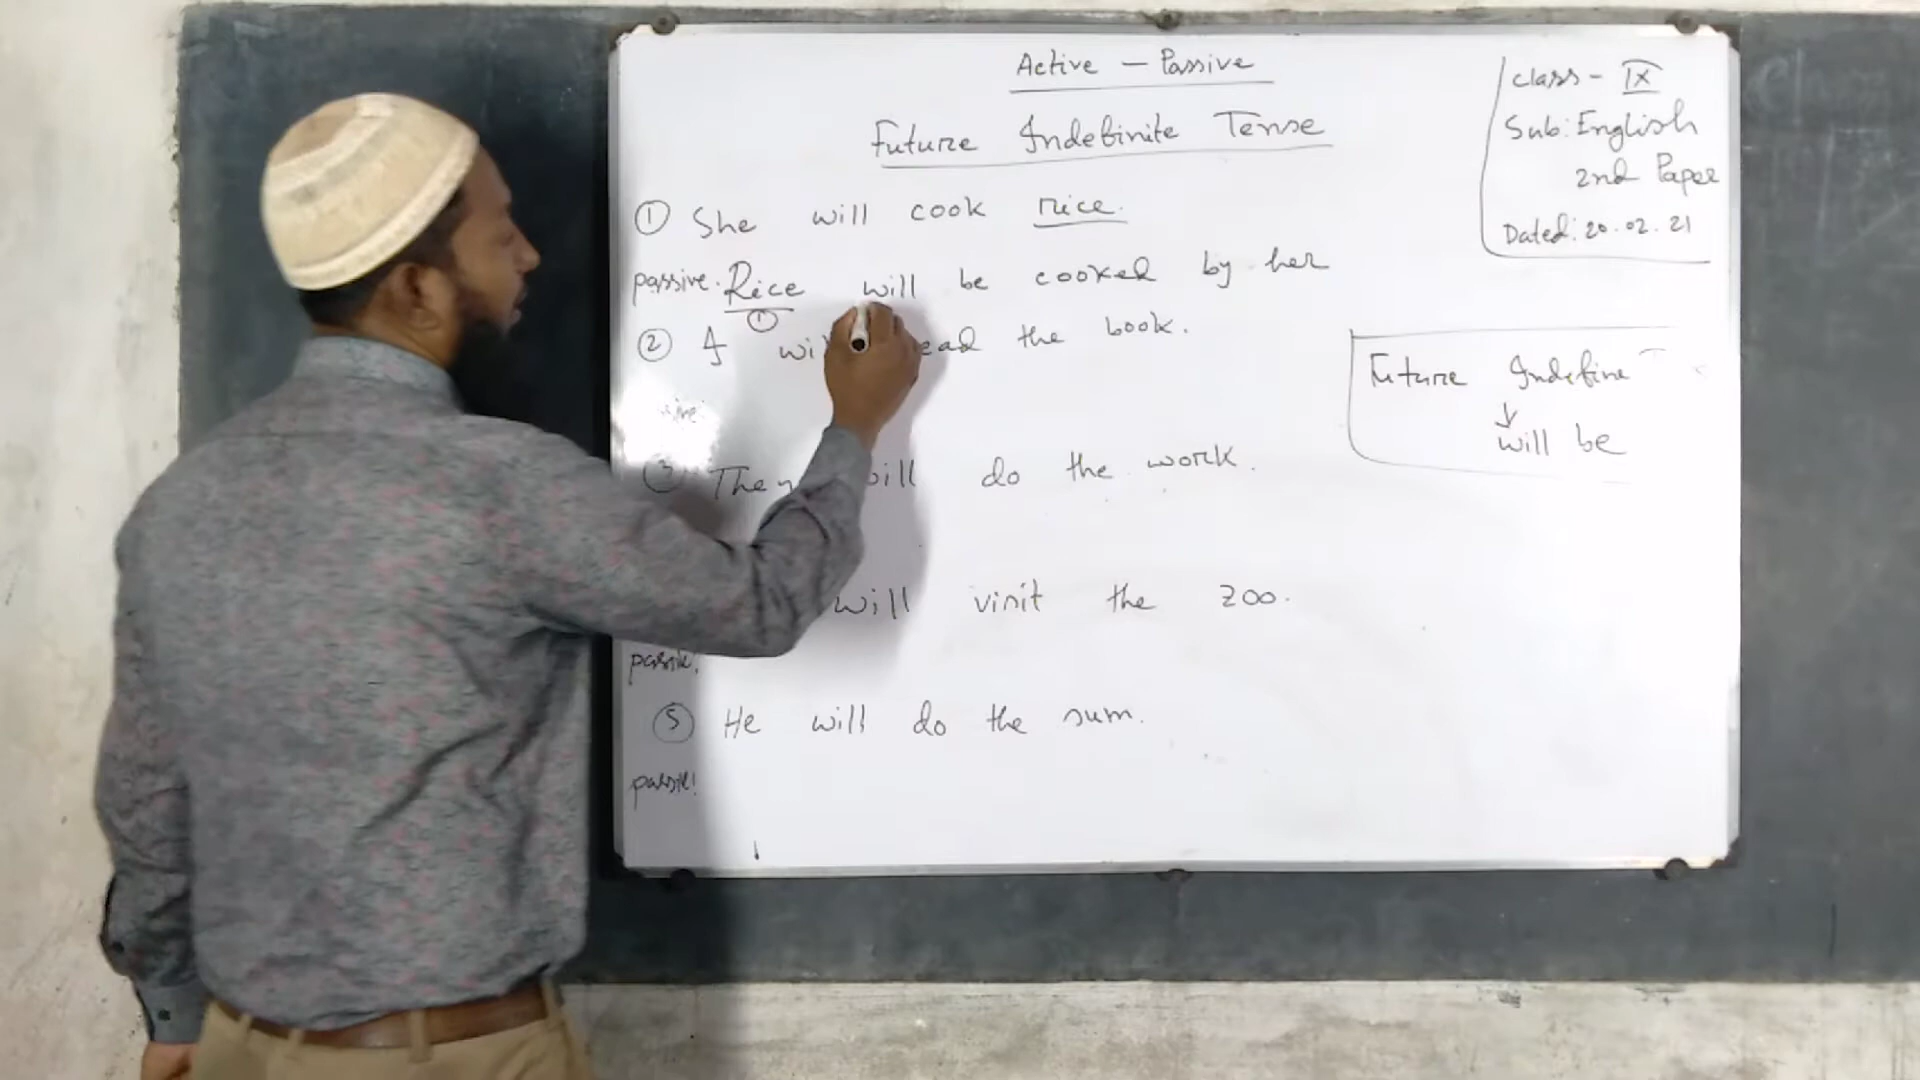 Active - Passive
Future Indefinite Tense
① She will cook rice.
passive. Rice will be cooked by her
①
② I will read the book.
③ They will do the work.
will visit the zoo.
passive:
⑤ He will do the sum.
passive:
class - IX
Sub: English
2nd Paper
Dated: 20.02.21
Future Indefinite
↓
will be